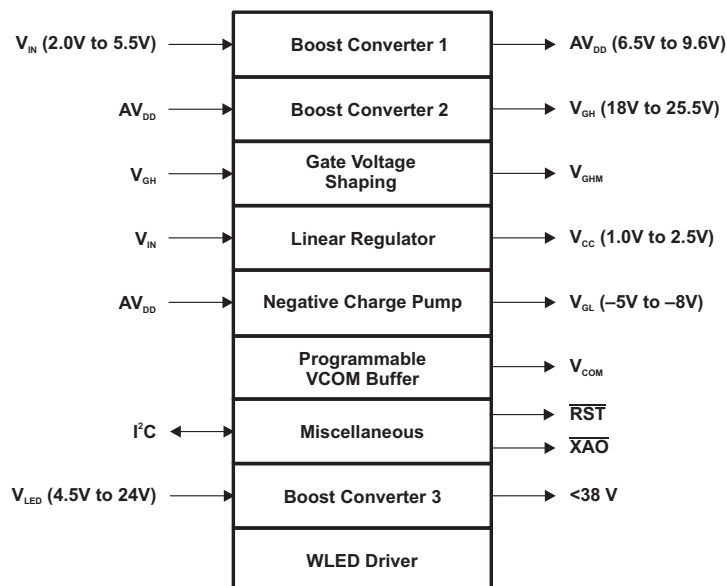 V_IN (2.0V to 5.5V) Boost Converter 1 AV_DD (6.5V to 9.6V)
AV_DD Boost Converter 2 V_GH (18V to 25.5V)
V_GH Gate Voltage
Shaping V_GHM
V_IN Linear Regulator V_CC (1.0V to 2.5V)
AV_DD Negative Charge Pump V_GL (–5V to –8V)
Programmable
VCOM Buffer V_COM
I²C Miscellaneous R̅S̅T̅
X̅A̅O̅
V_LED (4.5V to 24V) Boost Converter 3 <38 V
WLED Driver